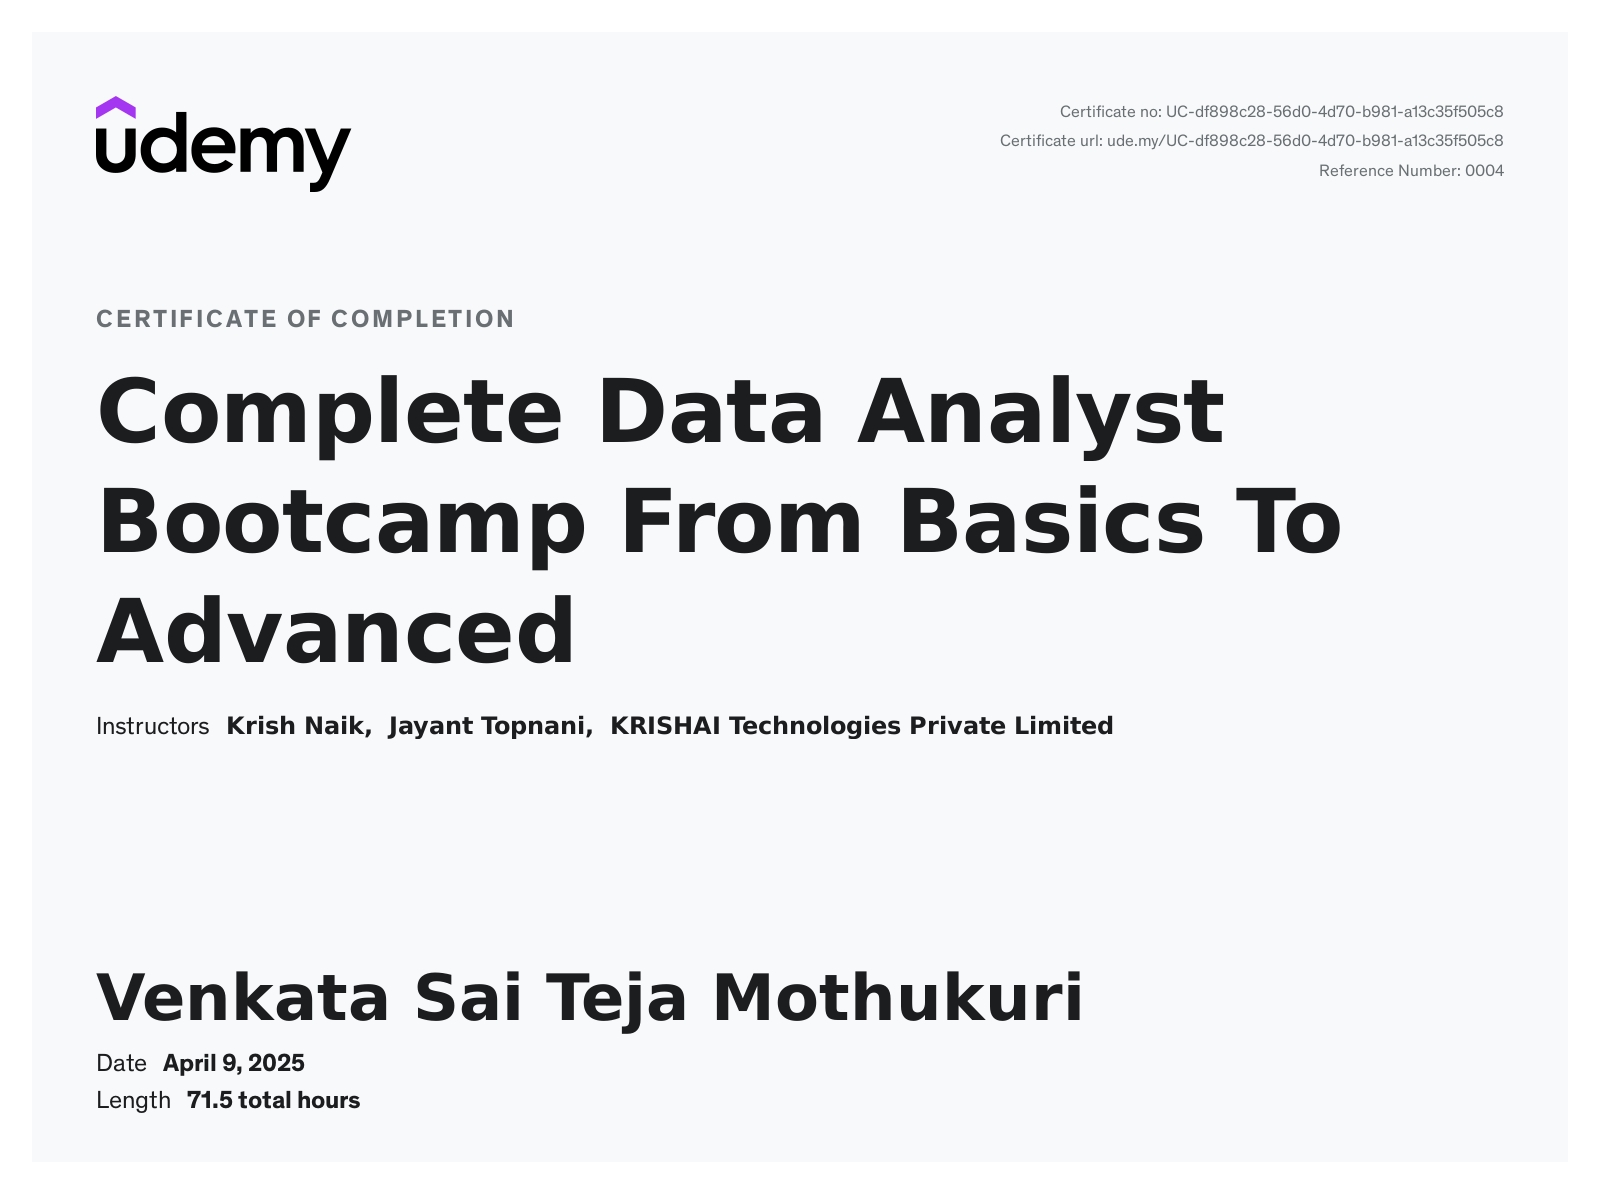 udemy
Certificate no: UC-df898c28-56d0-4d70-b981-a13c35f505c8
Certificate url: ude.my/UC-df898c28-56d0-4d70-b981-a13c35f505c8
Reference Number: 0004
CERTIFICATE OF COMPLETION
Complete Data Analyst
Bootcamp From Basics To
Advanced
Instructors Krish Naik, Jayant Topnani, KRISHAI Technologies Private Limited
Venkata Sai Teja Mothukuri
Date April 9, 2025
Length 71.5 total hours